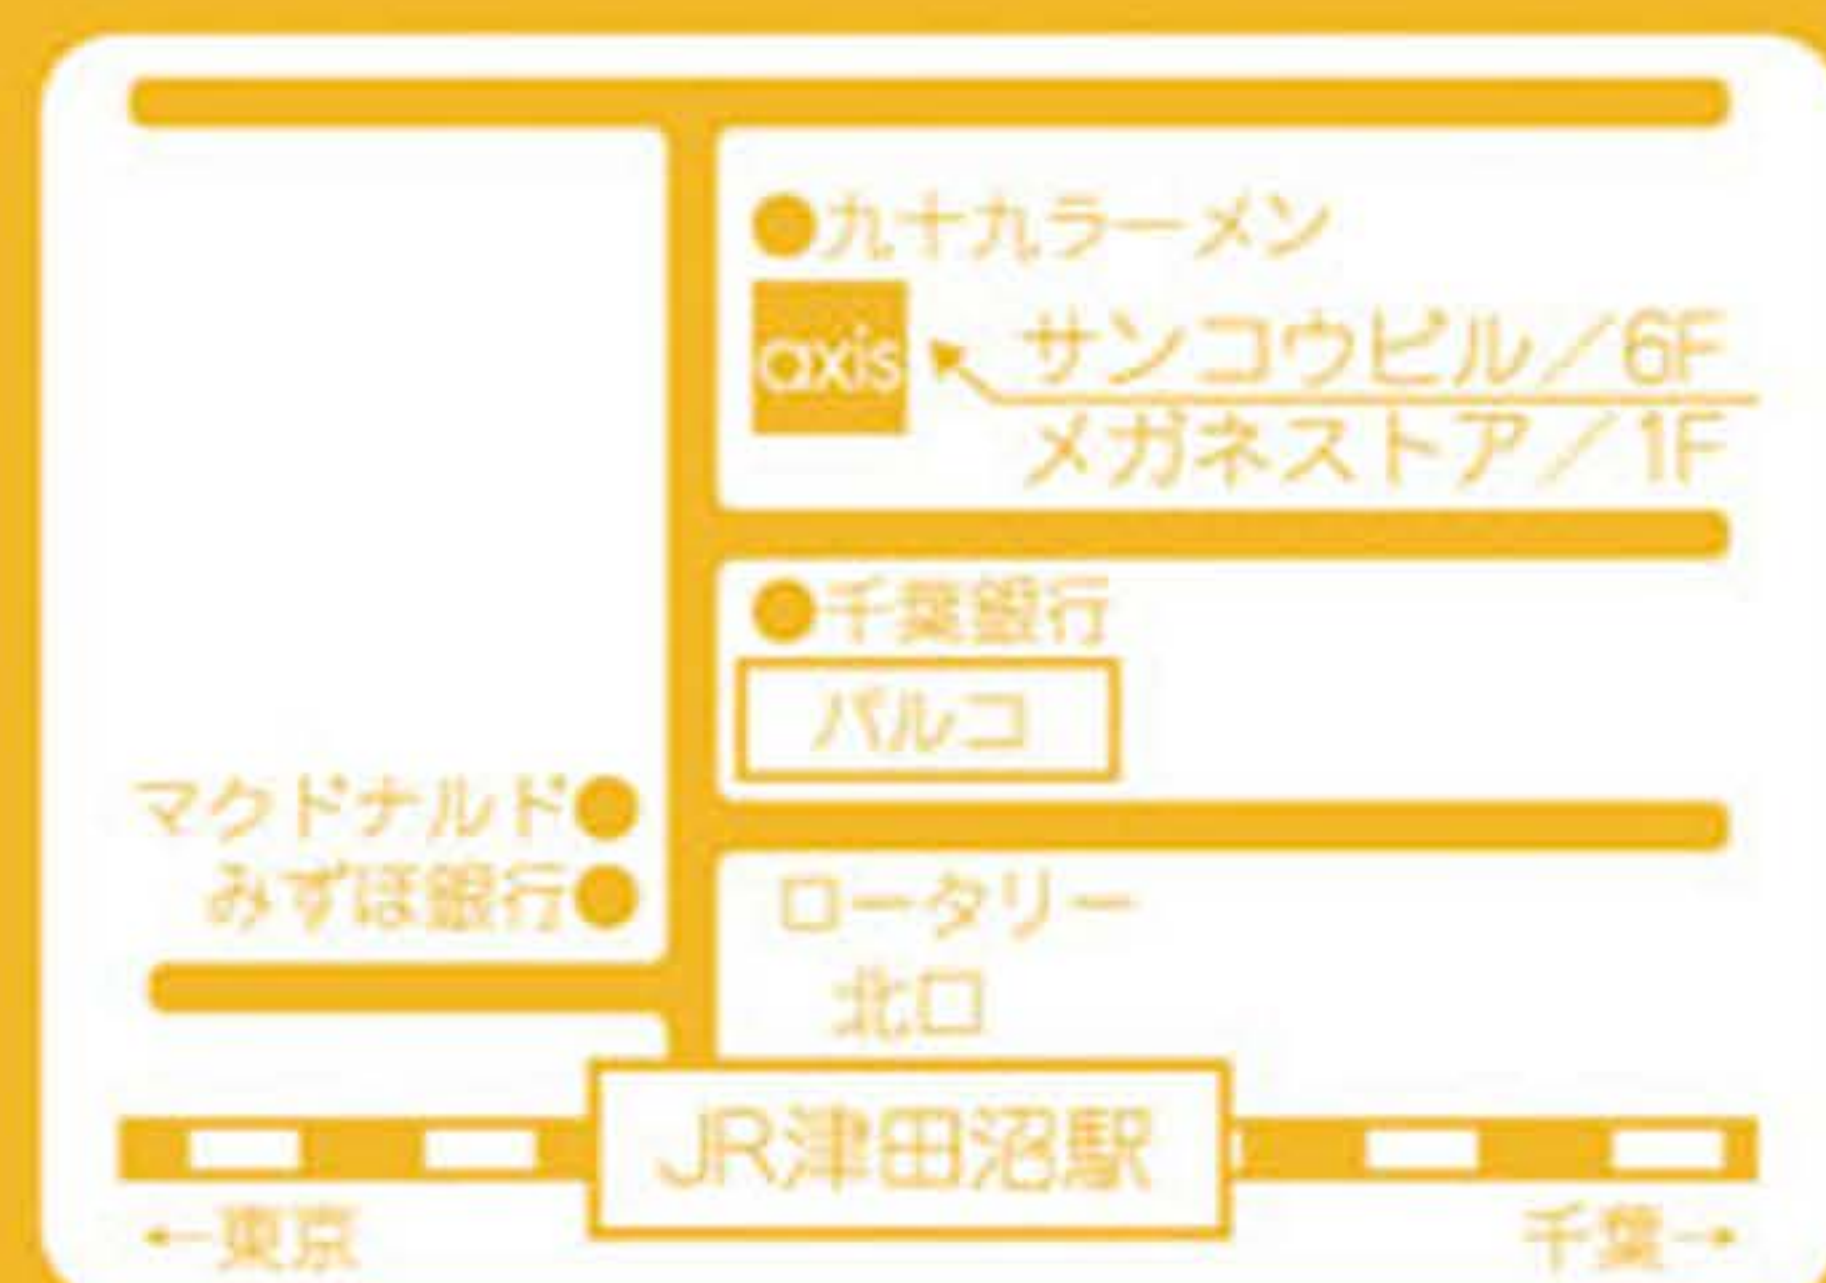 ●九十九ラーメン
axis
サンコウビル／6F
メガネストア／1F
●千葉銀行
パルコ
マクドナルド●
みずほ銀行●
ロータリー
北口
JR津田沼駅
←東京
千葉→